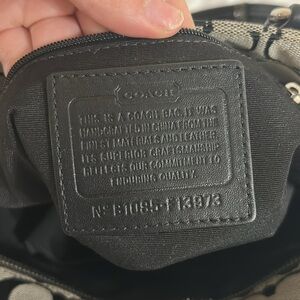 COACH
THIS IS A COACH BAG. IT WAS
HANDCRAFTED IN CHINA FROM THE
FINEST MATERIALS AND LEATHER.
ITS SUPERIOR CRAFTSMANSHIP
REFLECTS OUR COMMITMENT TO
ENDURING QUALITY.
Nº B1095-F13973